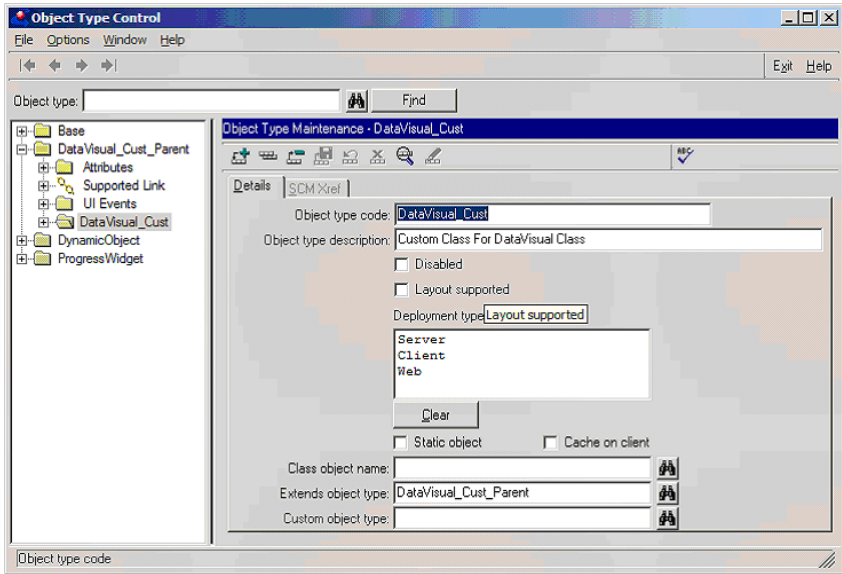 Object Type Control
File Options Window Help
Exit Help
Object type: Find
Base
DataVisual_Cust_Parent
Attributes
Supported Link
UI Events
DataVisual_Cust
DynamicObject
ProgressWidget
Object Type Maintenance - DataVisual_Cust
ABC
Details SCM Xref
Object type code: DataVisual_Cust
Object type description: Custom Class For DataVisual Class
Disabled
Layout supported
Deployment type Layout supported
Server
Client
Web
Clear
Static object Cache on client
Class object name:
Extends object type: DataVisual_Cust_Parent
Custom object type:
Object type code